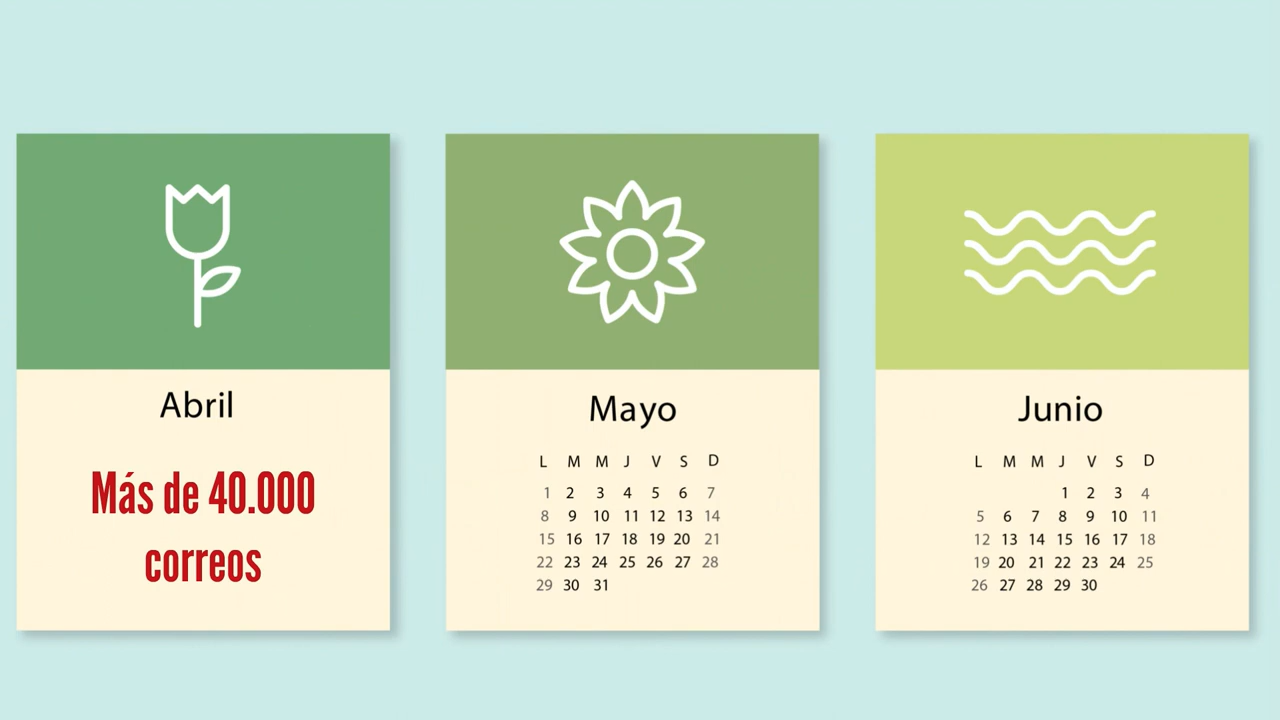 Abril
Más de 40.000
correos
Mayo
L M M J V S D
1 2 3 4 5 6 7
8 9 10 11 12 13 14
15 16 17 18 19 20 21
22 23 24 25 26 27 28
29 30 31
Junio
L M M J V S D
1 2 3 4
5 6 7 8 9 10 11
12 13 14 15 16 17 18
19 20 21 22 23 24 25
26 27 28 29 30